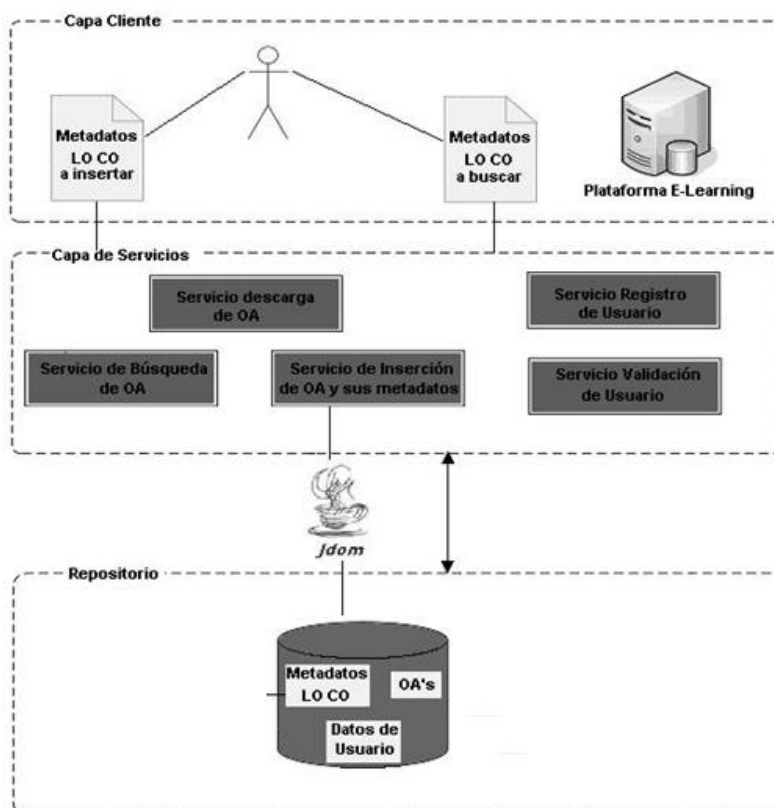 Capa Cliente
Metadatos
LO CO
a insertar
Metadatos
LO CO
a buscar
Plataforma E-Learning
Capa de Servicios
Servicio descarga
de OA
Servicio Registro
de Usuario
Servicio de Búsqueda
de OA
Servicio de Inserción
de OA y sus metadatos
Servicio Validación
de Usuario
Jdom
Repositorio
Metadatos
LO CO
OA's
Datos de
Usuario